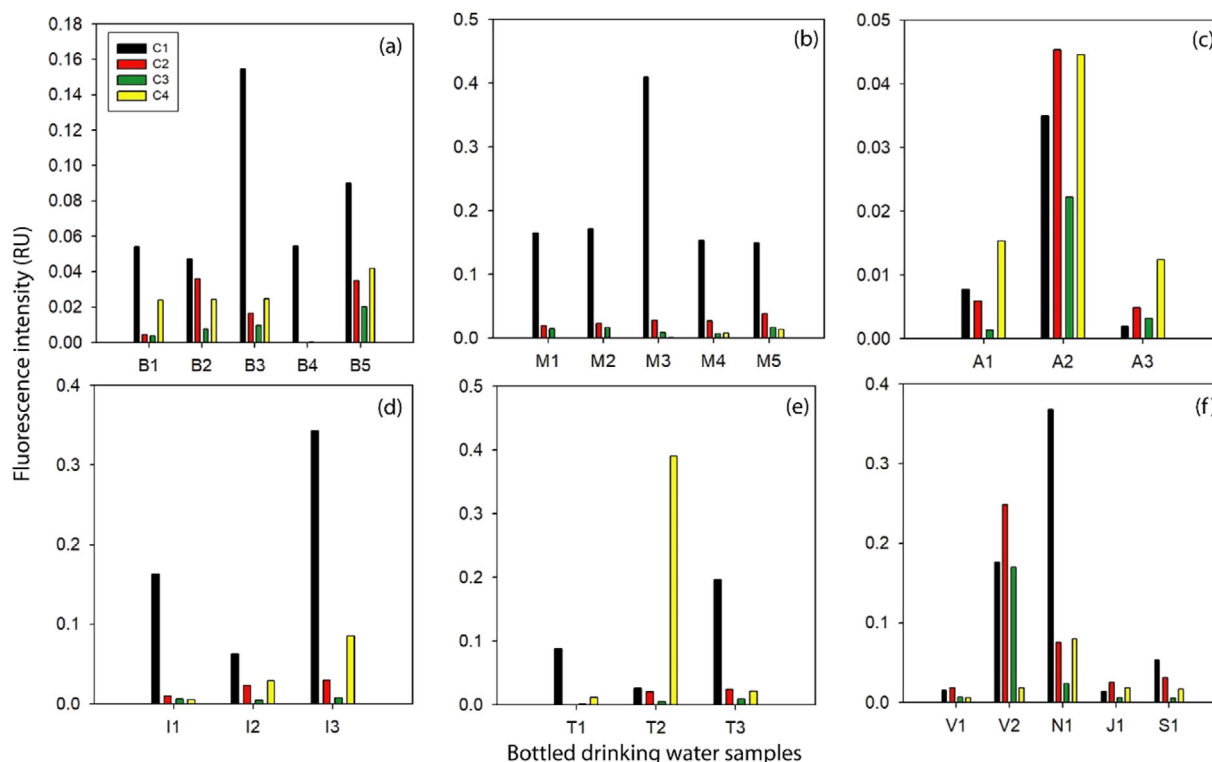 Fluorescence intensity (RU)
(a)
C1
C2
C3
C4
0.18
0.16
0.14
0.12
0.10
0.08
0.06
0.04
0.02
0.00
B1 B2 B3 B4 B5
(b)
0.5
0.4
0.3
0.2
0.1
0.0
M1 M2 M3 M4 M5
(c)
0.05
0.04
0.03
0.02
0.01
0.00
A1 A2 A3
(d)
0.4
0.3
0.2
0.1
0.0
I1 I2 I3
(e)
0.5
0.4
0.3
0.2
0.1
0.0
T1 T2 T3
(f)
0.4
0.3
0.2
0.1
0.0
V1 V2 N1 J1 S1
Bottled drinking water samples